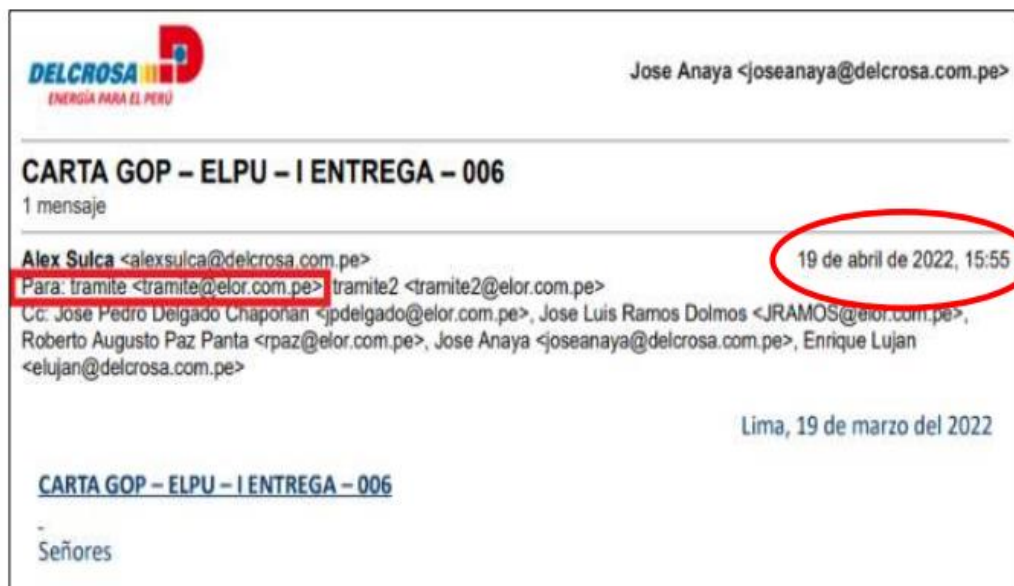 DELCROSA
ENERGÍA PARA EL PERÚ
Jose Anaya <joseanaya@delcrosa.com.pe>
CARTA GOP – ELPU – I ENTREGA – 006
1 mensaje
Alex Sulca <alexsulca@delcrosa.com.pe>
19 de abril de 2022, 15:55
Para: tramite <tramite@elor.com.pe>, tramite2 <tramite2@elor.com.pe>
Cc: Jose Pedro Delgado Chapoñan <jpdelgado@elor.com.pe>, Jose Luis Ramos Dolmos <JRAMOS@elor.com.pe>,
Roberto Augusto Paz Panta <rpaz@elor.com.pe>, Jose Anaya <joseanaya@delcrosa.com.pe>, Enrique Lujan
<elujan@delcrosa.com.pe>
Lima, 19 de marzo del 2022
CARTA GOP – ELPU – I ENTREGA – 006
-
Señores